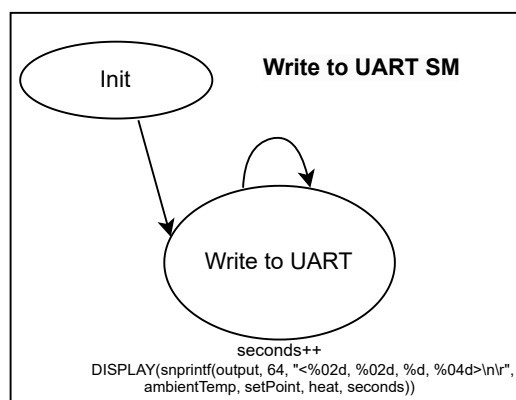 Write to UART SM
Init
Write to UART
seconds++
DISPLAY(snprintf(output, 64, "<%02d, %02d, %d, %04d>\n\r",
ambientTemp, setPoint, heat, seconds))